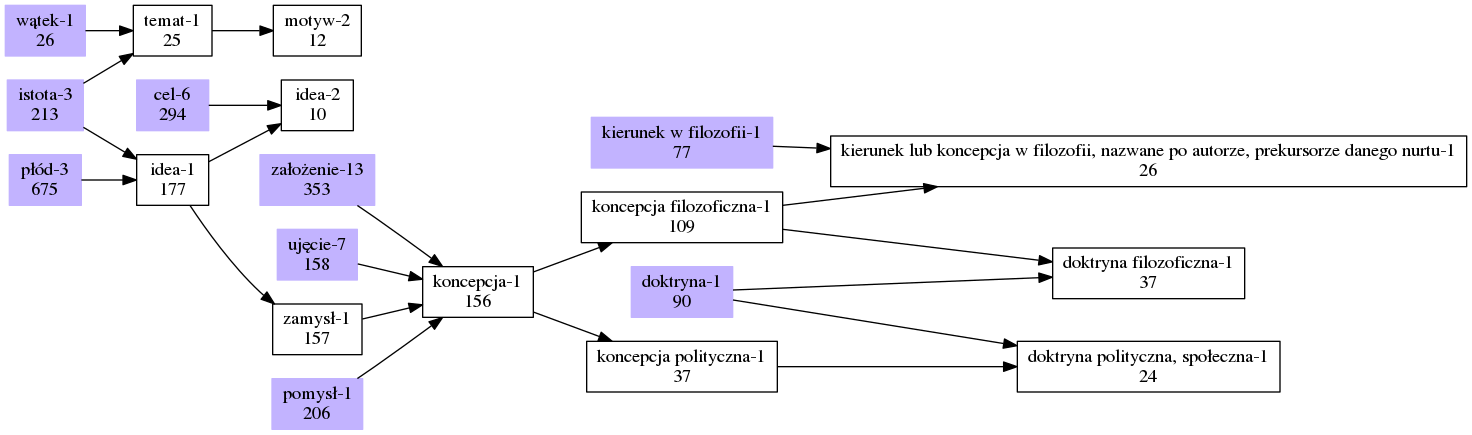 wątek-1
26
temat-1
25
motyw-2
12
istota-3
213
cel-6
294
idea-2
10
kierunek w filozofii-1
77
kierunek lub koncepcja w filozofii, nazwane po autorze, prekursorze danego nurtu-1
26
płód-3
675
idea-1
177
założenie-13
353
koncepcja filozoficzna-1
109
ujęcie-7
158
koncepcja-1
156
doktryna-1
90
doktryna filozoficzna-1
37
zamysł-1
157
koncepcja polityczna-1
37
doktryna polityczna, społeczna-1
24
pomysł-1
206